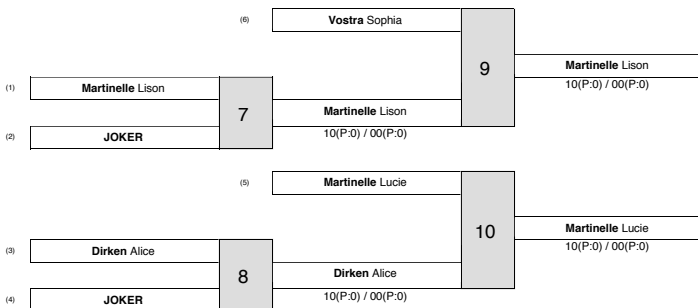 (6) Vostra Sophia
9
Martinelle Lison
10(P:0) / 00(P:0)
(1) Martinelle Lison
7
Martinelle Lison
10(P:0) / 00(P:0)
(2) JOKER
(5) Martinelle Lucie
10
Martinelle Lucie
10(P:0) / 00(P:0)
(3) Dirken Alice
8
Dirken Alice
10(P:0) / 00(P:0)
(4) JOKER